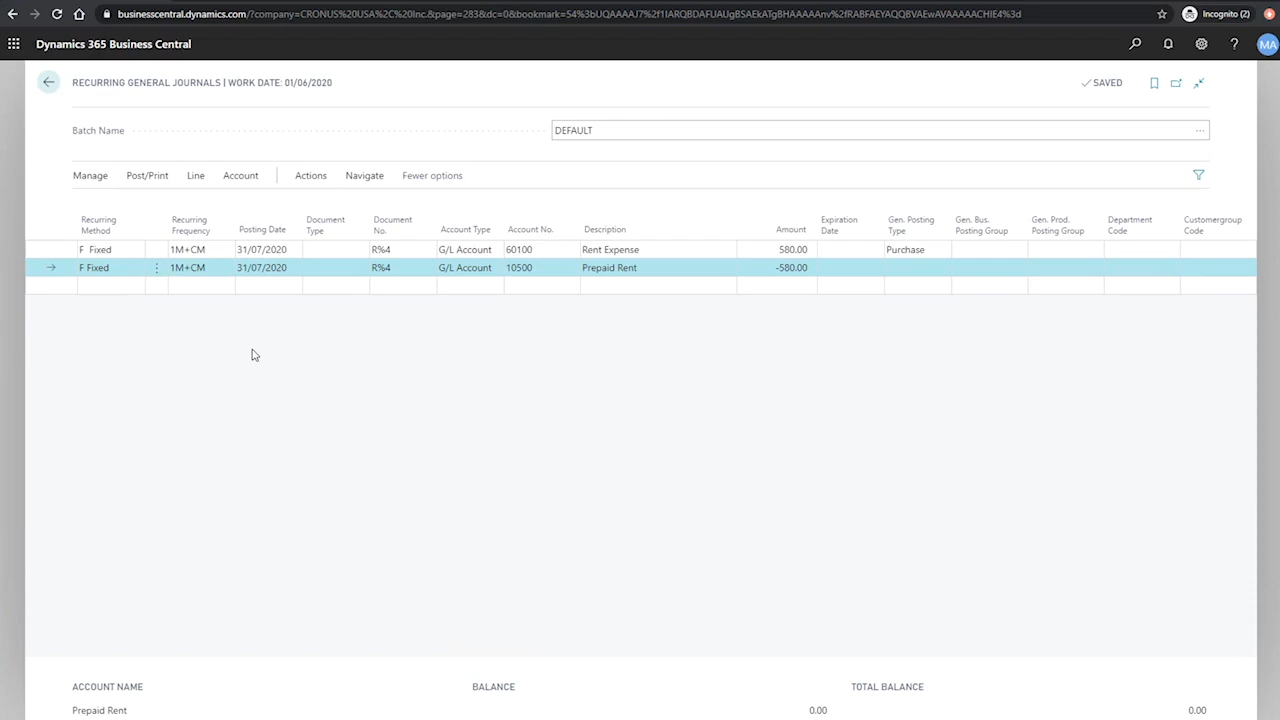 businesscentral.dynamics.com/?company=CRONUS%20USA%2C%20Inc.&page=283&dc=0&bookmark=54%3bUQAAAAJ7%2f1IARQBDAFUAUgBSAEkATgBHAAAAAnv%2fRABFAEYAQQBVAEwAVAAAAACHIE4%3d
Incognito (2)
Dynamics 365 Business Central
?
MA
RECURRING GENERAL JOURNALS | WORK DATE: 01/06/2020
SAVED
Batch Name
DEFAULT
...
Manage Post/Print Line Account Actions Navigate Fewer options
Recurring Method Recurring Frequency Posting Date Document Type Document No. Account Type Account No. Description Amount Expiration Date Gen. Posting Type Gen. Bus. Posting Group Gen. Prod. Posting Group Department Code Customergroup Code
F Fixed 1M+CM 31/07/2020 R%4 G/L Account 60100 Rent Expense 580.00 Purchase
F Fixed 1M+CM 31/07/2020 R%4 G/L Account 10500 Prepaid Rent -580.00
ACCOUNT NAME BALANCE TOTAL BALANCE
Prepaid Rent 0.00 0.00